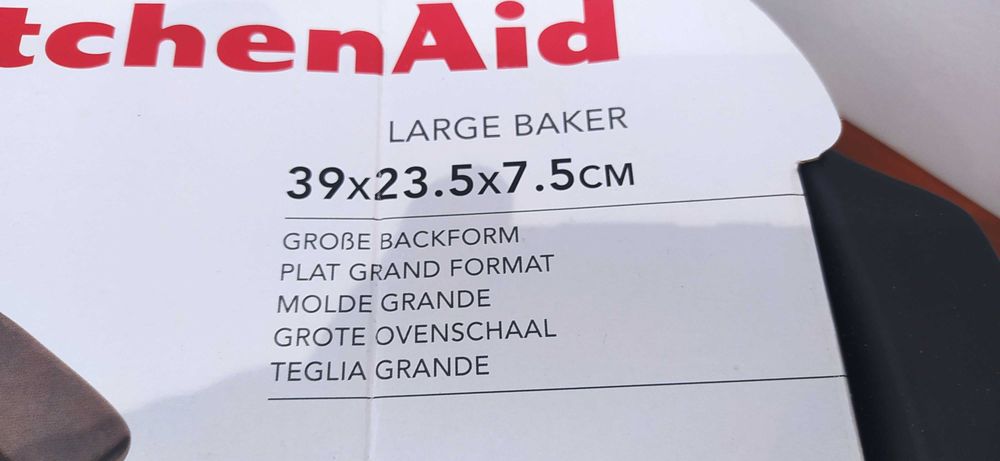 tchenAid
LARGE BAKER
39x23.5x7.5CM
GROßE BACKFORM
PLAT GRAND FORMAT
MOLDE GRANDE
GROTE OVENSCHAAL
TEGLIA GRANDE